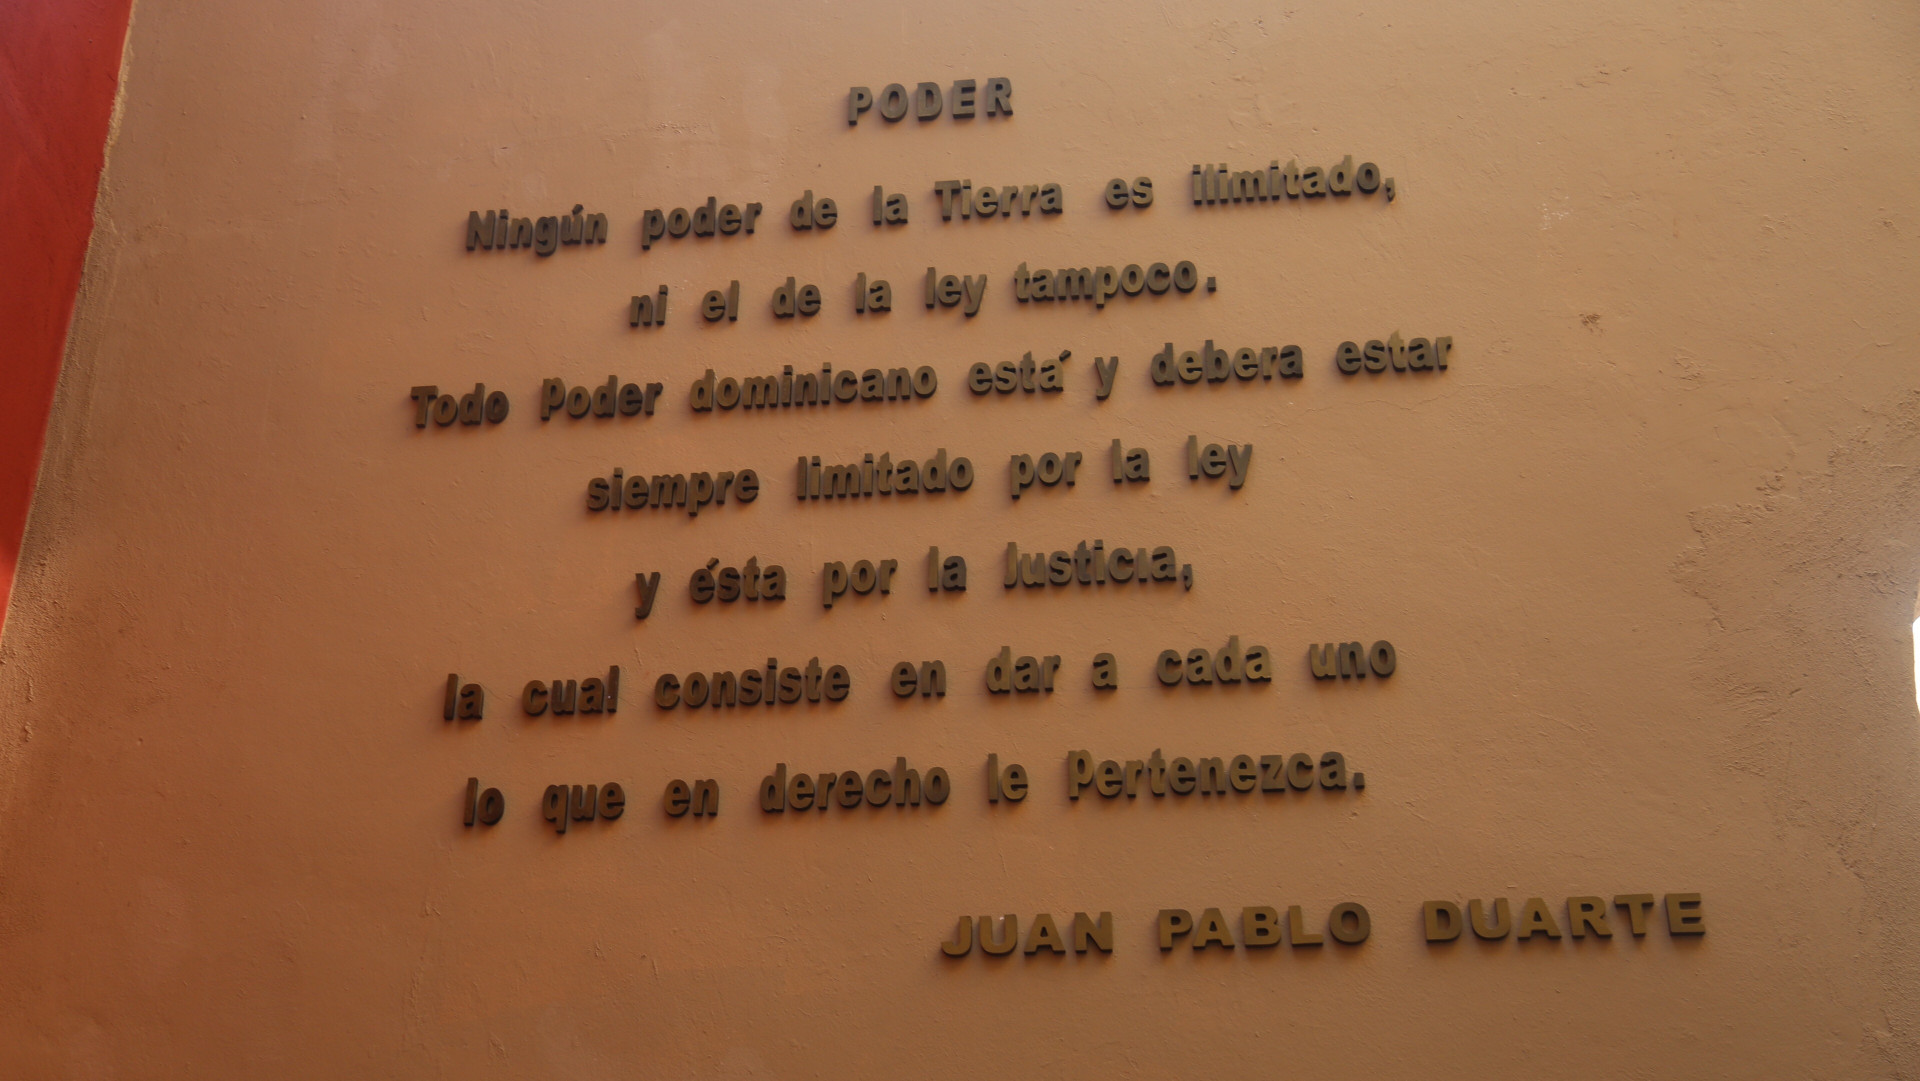 PODER
Ningún poder de la Tierra es ilimitado,
ni el de la ley tampoco.
Todo Poder dominicano está y debera estar
siempre limitado por la ley
y ésta por la Justicıa,
la cual consiste en dar a cada uno
lo que en derecho le Pertenezca.
JUAN PABLO DUARTE